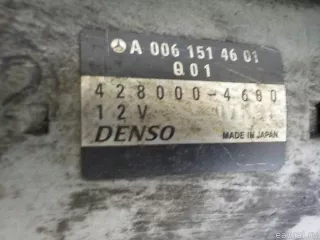 A 006 151 46 01
Q01
428000-4680
12V
DENSO MADE IN JAPAN